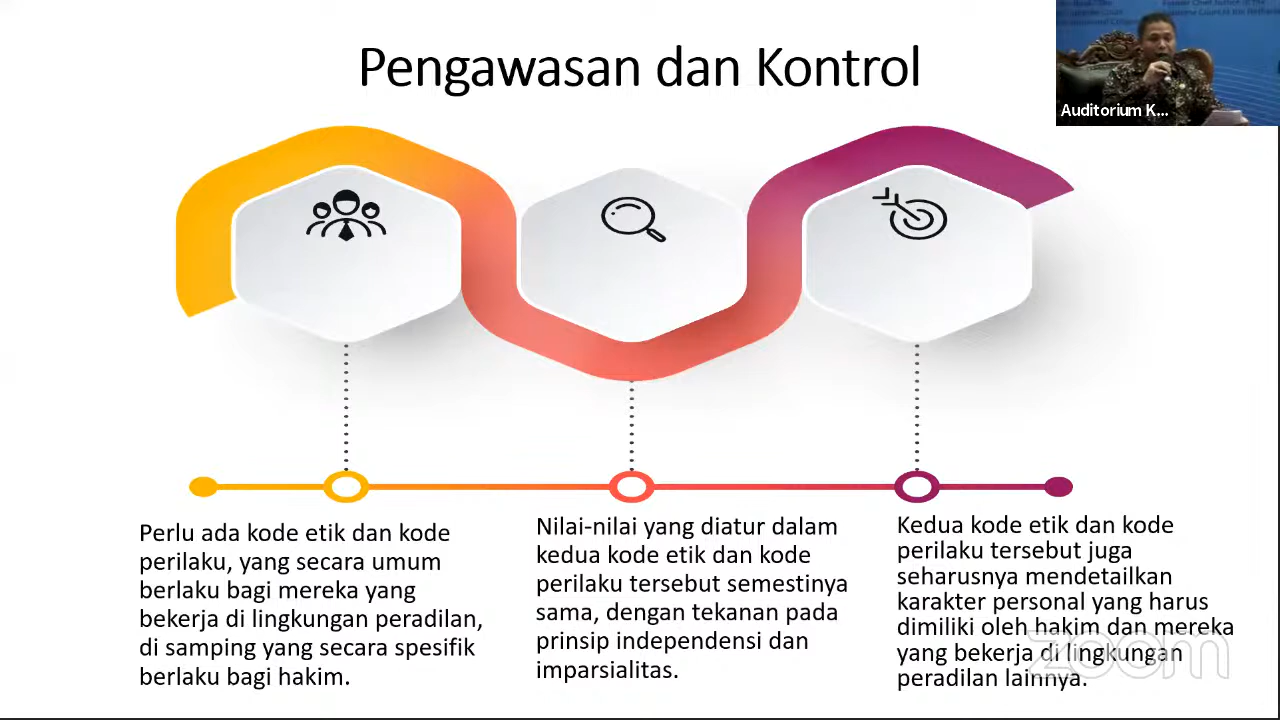 Pengawasan dan Kontrol
Auditorium K...
Perlu ada kode etik dan kode
perilaku, yang secara umum
berlaku bagi mereka yang
bekerja di lingkungan peradilan,
di samping yang secara spesifik
berlaku bagi hakim.
Nilai-nilai yang diatur dalam
kedua kode etik dan kode
perilaku tersebut semestinya
sama, dengan tekanan pada
prinsip independensi dan
imparsialitas.
Kedua kode etik dan kode
perilaku tersebut juga
seharusnya mendetailkan
karakter personal yang harus
dimiliki oleh hakim dan mereka
yang bekerja di lingkungan
peradilan lainnya.
zoom